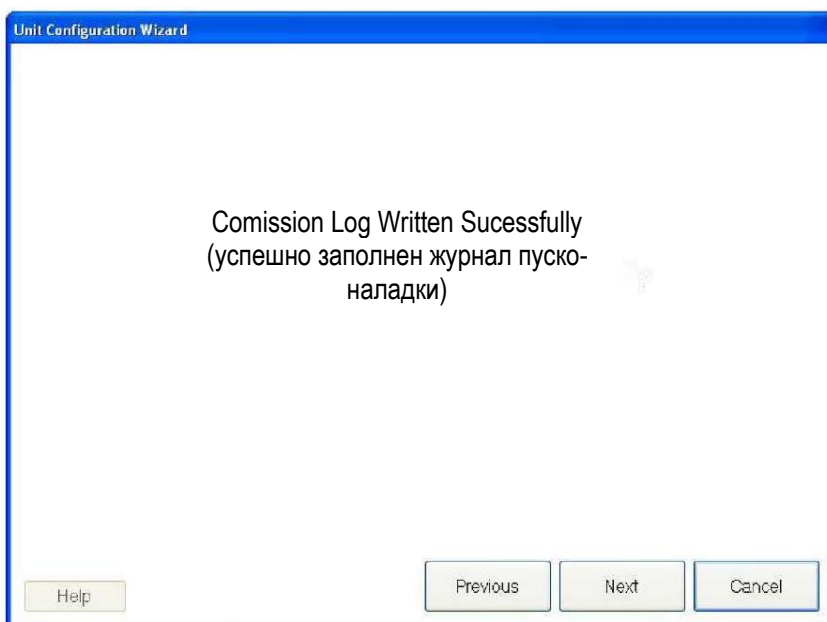 Unit Configuration Wizard
Comission Log Written Sucessfully
(успешно заполнен журнал пуско-
наладки)
Help
Previous
Next
Cancel